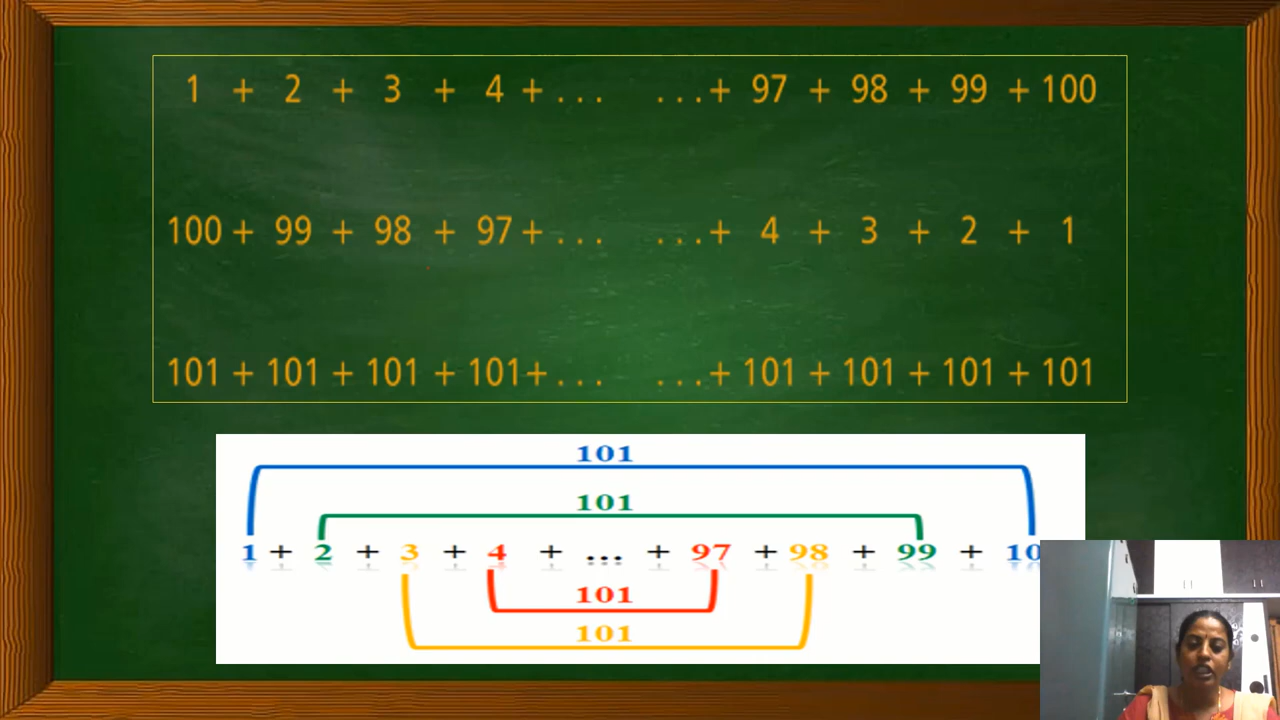 1 + 2 + 3 + 4 + . . . . . . + 97 + 98 + 99 + 100
100 + 99 + 98 + 97 + . . . . . . + 4 + 3 + 2 + 1
101 + 101 + 101 + 101 + . . . . . . + 101 + 101 + 101 + 101
101
101
1 + 2 + 3 + 4 + ... + 97 + 98 + 99 + 10
101
101